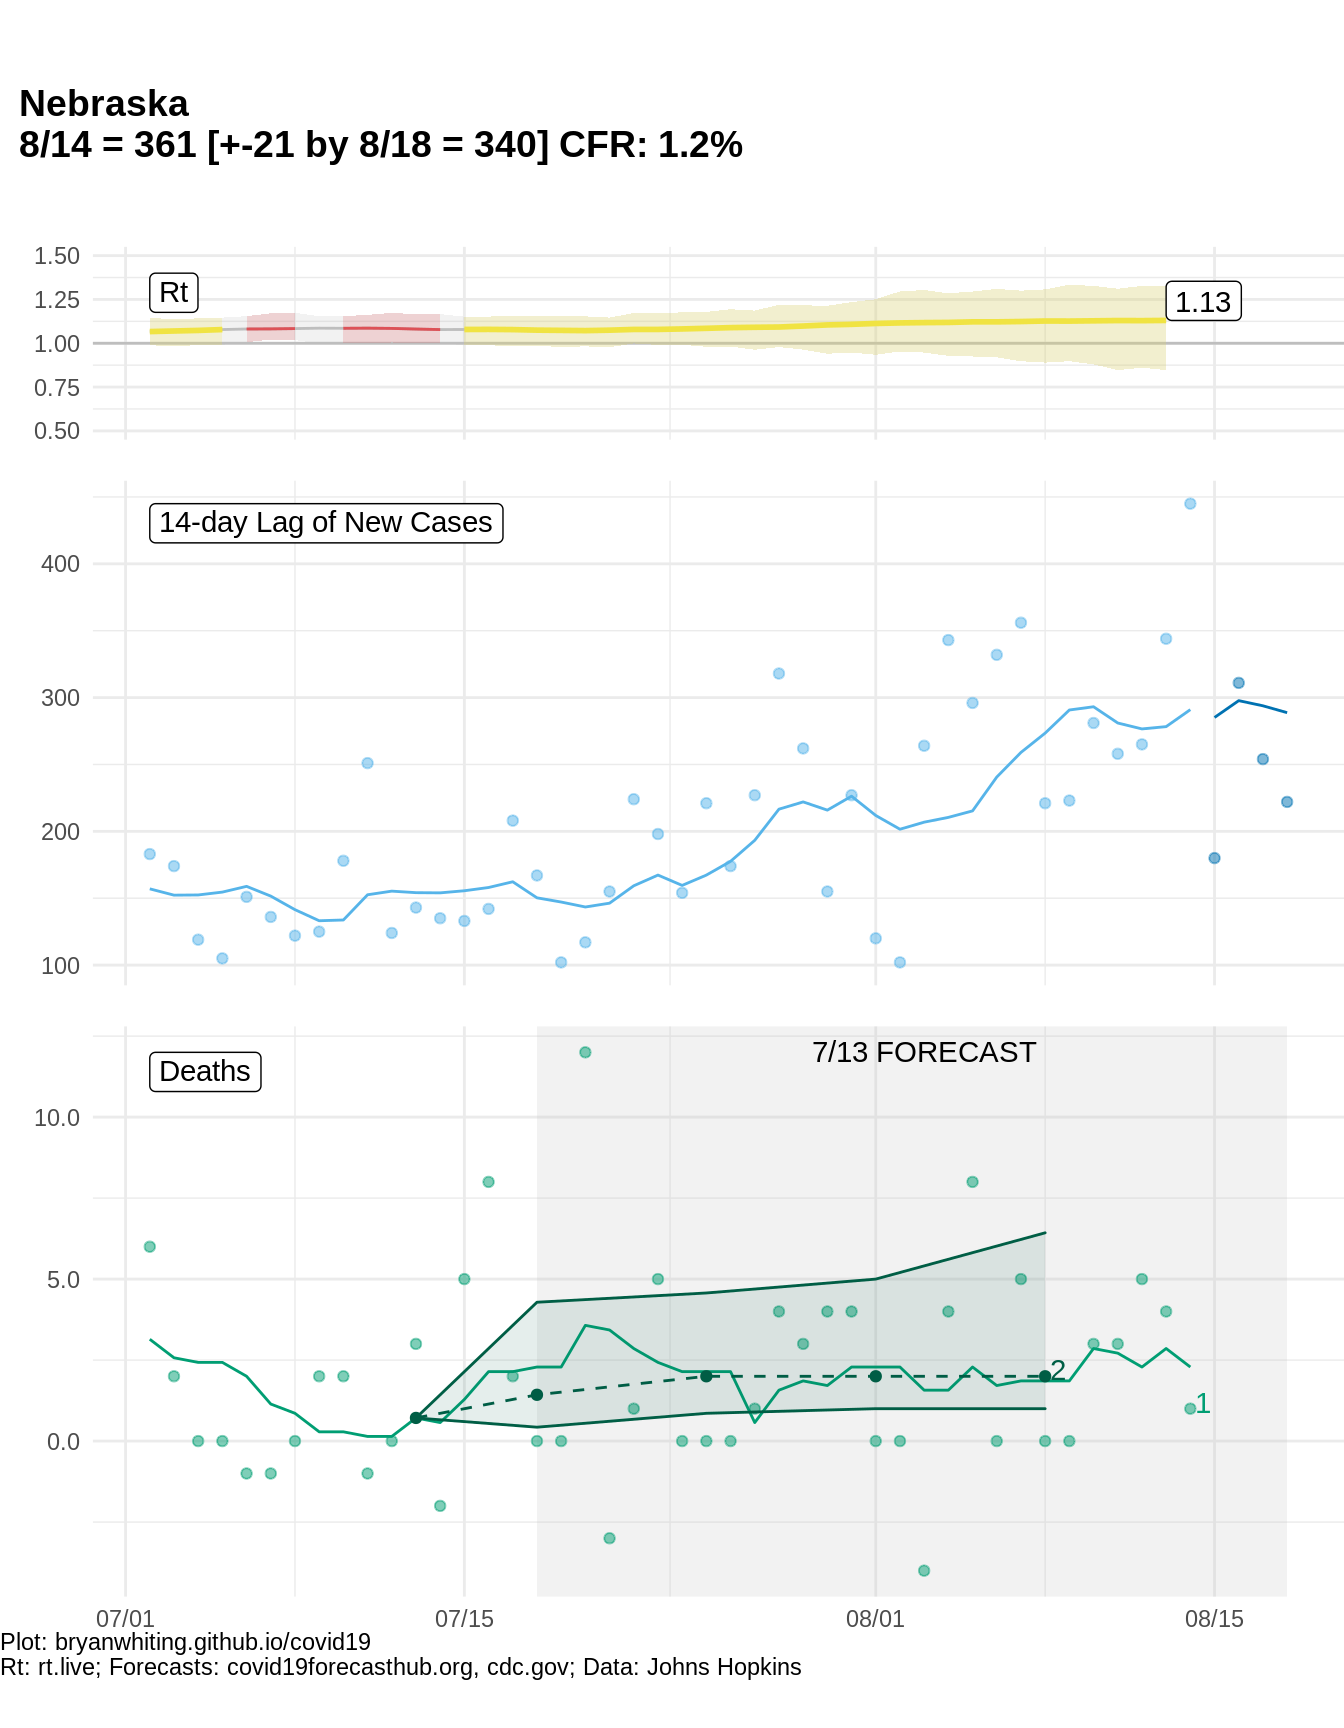 Nebraska
8/14 = 361 [+-21 by 8/18 = 340] CFR: 1.2%
1.50
1.25
1.00
0.75
0.50
Rt
1.13
14-day Lag of New Cases
400
300
200
100
Deaths
7/13 FORECAST
10.0
5.0
0.0
2
1
07/01
07/15
08/01
08/15
Plot: bryanwhiting.github.io/covid19
Rt: rt.live; Forecasts: covid19forecasthub.org, cdc.gov; Data: Johns Hopkins